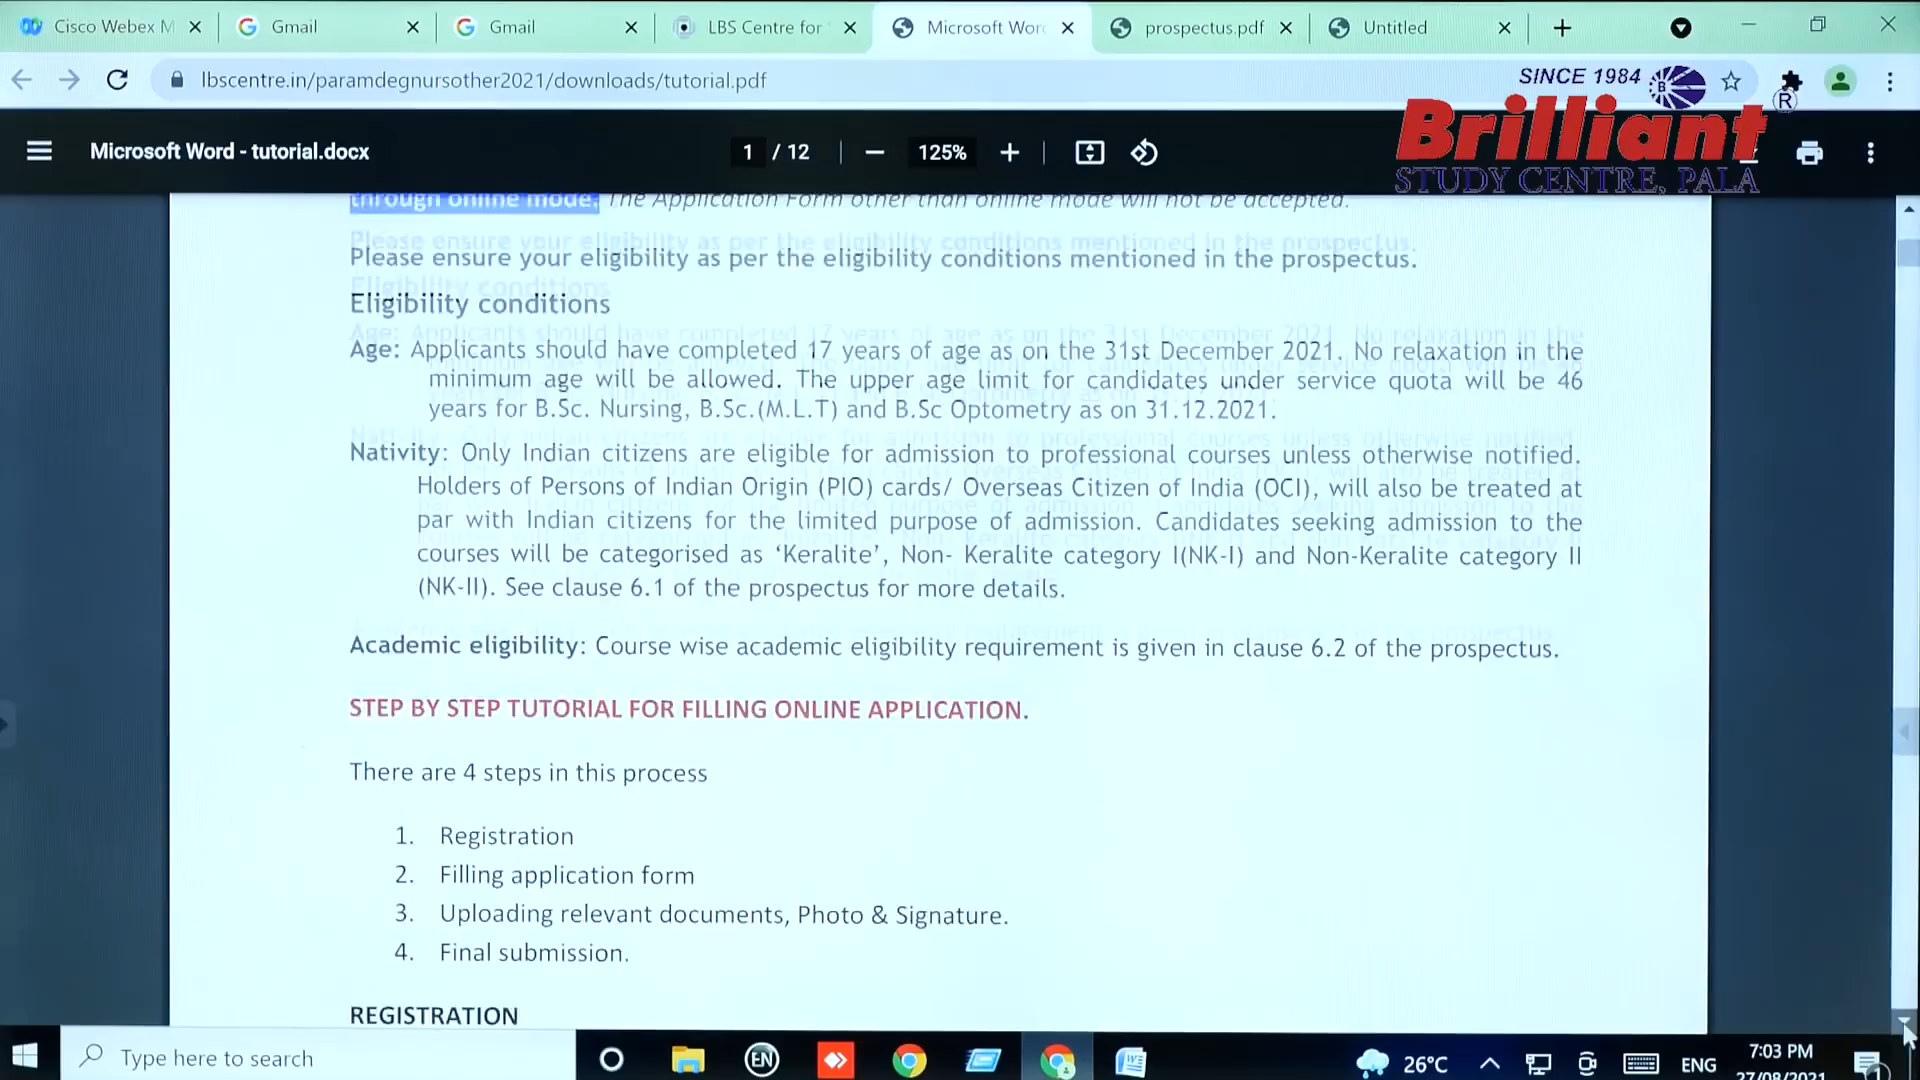 Cisco Webex M
Gmail
Gmail
LBS Centre for
Microsoft Wor
prospectus.pdf
Untitled
lbscentre.in/paramdegnursother2021/downloads/tutorial.pdf
SINCE 1984
B
R
Brilliant
STUDY CENTRE, PALA
Microsoft Word - tutorial.docx
1 / 12
125%
through online mode. The Application Form other than online mode will not be accepted.
Please ensure your eligibility as per the eligibility conditions mentioned in the prospectus.
Eligibility conditions
Age: Applicants should have completed 17 years of age as on the 31st December 2021. No relaxation in the
minimum age will be allowed. The upper age limit for candidates under service quota will be 46
years for B.Sc. Nursing, B.Sc.(M.L.T) and B.Sc Optometry as on 31.12.2021.
Nativity: Only Indian citizens are eligible for admission to professional courses unless otherwise notified.
Holders of Persons of Indian Origin (PIO) cards/ Overseas Citizen of India (OCI), will also be treated at
par with Indian citizens for the limited purpose of admission. Candidates seeking admission to the
courses will be categorised as ‘Keralite’, Non- Keralite category I(NK-I) and Non-Keralite category II
(NK-II). See clause 6.1 of the prospectus for more details.
Academic eligibility: Course wise academic eligibility requirement is given in clause 6.2 of the prospectus.
STEP BY STEP TUTORIAL FOR FILLING ONLINE APPLICATION.
There are 4 steps in this process
1. Registration
2. Filling application form
3. Uploading relevant documents, Photo & Signature.
4. Final submission.
REGISTRATION
Type here to search
EN
26°C
ENG
7:03 PM
27/08/2021
1